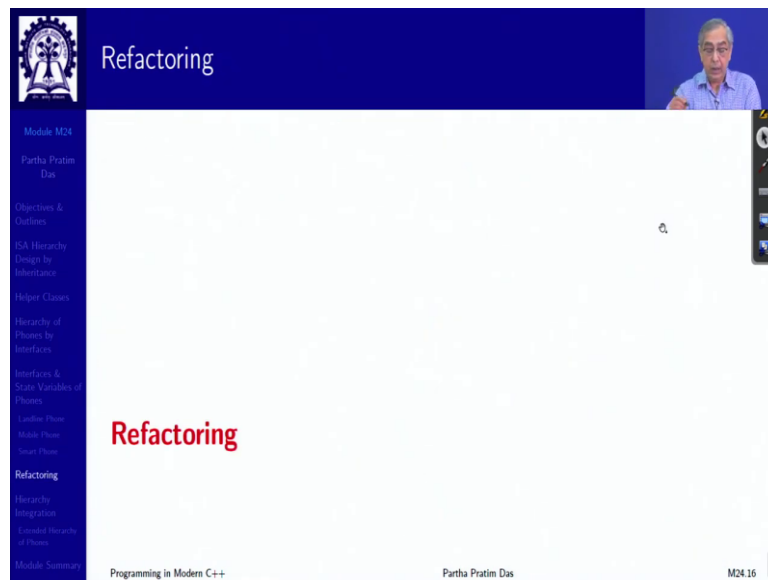 Refactoring
Module M24
Partha Pratim
Das
Objectives &
Outlines
ISA Hierarchy
Design by
Inheritance
Helper Classes
Hierarchy of
Phones by
Interfaces
Interfaces &
State Variables of
Phones
Landline Phone
Mobile Phone
Smart Phone
Refactoring
Hierarchy
Integration
Extended Hierarchy
of Phones
Module Summary
Refactoring
Programming in Modern C++
Partha Pratim Das
M24.16